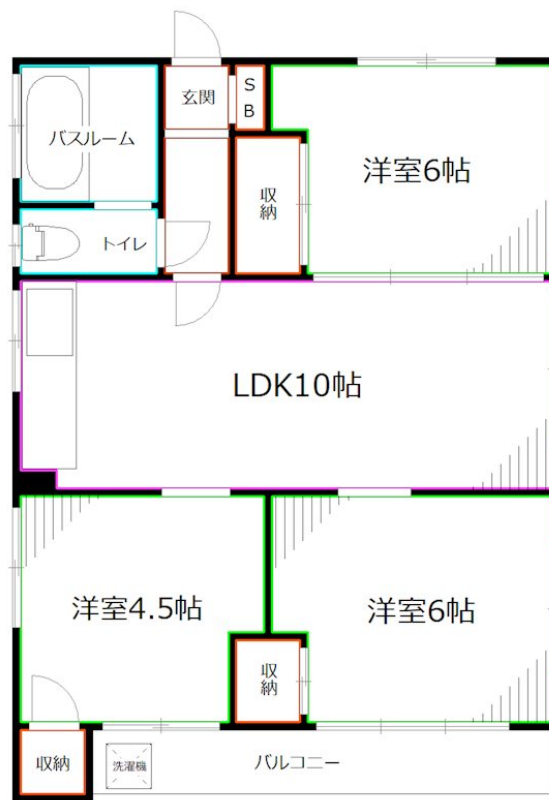 玄関
S
B
バスルーム
洋室6帖
収
納
トイレ
LDK10帖
洋室4.5帖
洋室6帖
収
納
収納
洗濯機
バルコニー